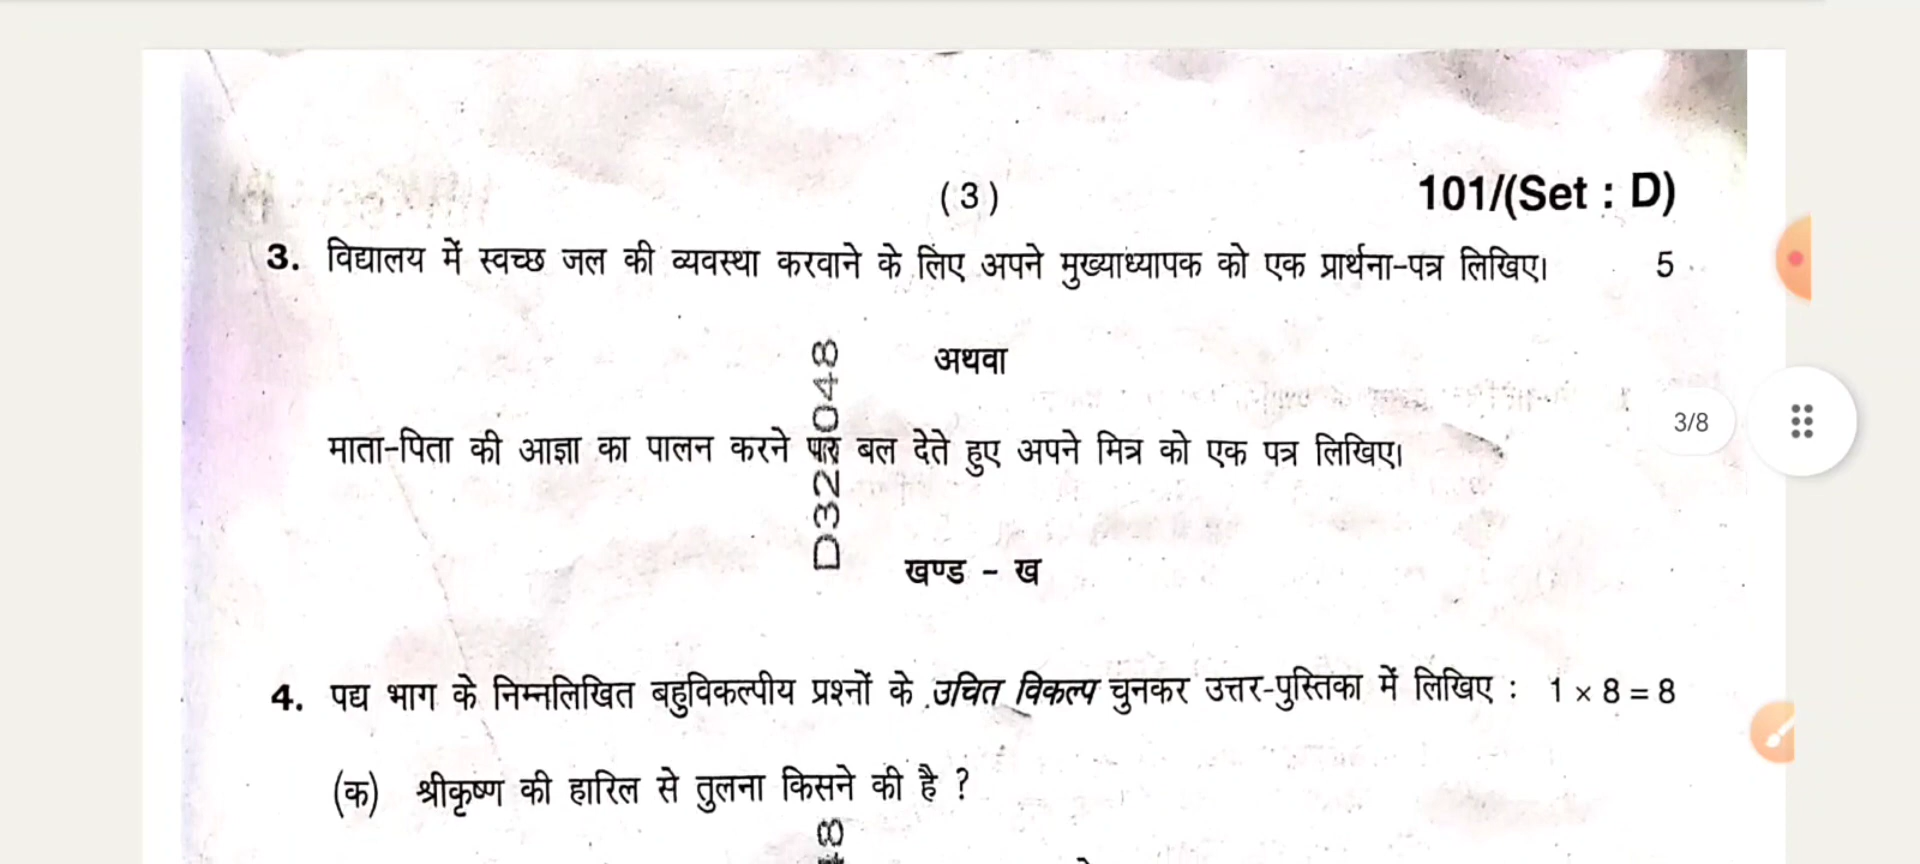 (3)
101/(Set : D)
3. विद्यालय में स्वच्छ जल की व्यवस्था करवाने के लिए अपने मुख्याध्यापक को एक प्रार्थना-पत्र लिखिए। 5
अथवा
3/8
माता-पिता की आज्ञा का पालन करने पर बल देते हुए अपने मित्र को एक पत्र लिखिए।
खण्ड - ख
4. पद्य भाग के निम्नलिखित बहुविकल्पीय प्रश्नों के उचित विकल्प चुनकर उत्तर-पुस्तिका में लिखिए : 1 × 8 = 8
(क) श्रीकृष्ण की हारिल से तुलना किसने की है ?